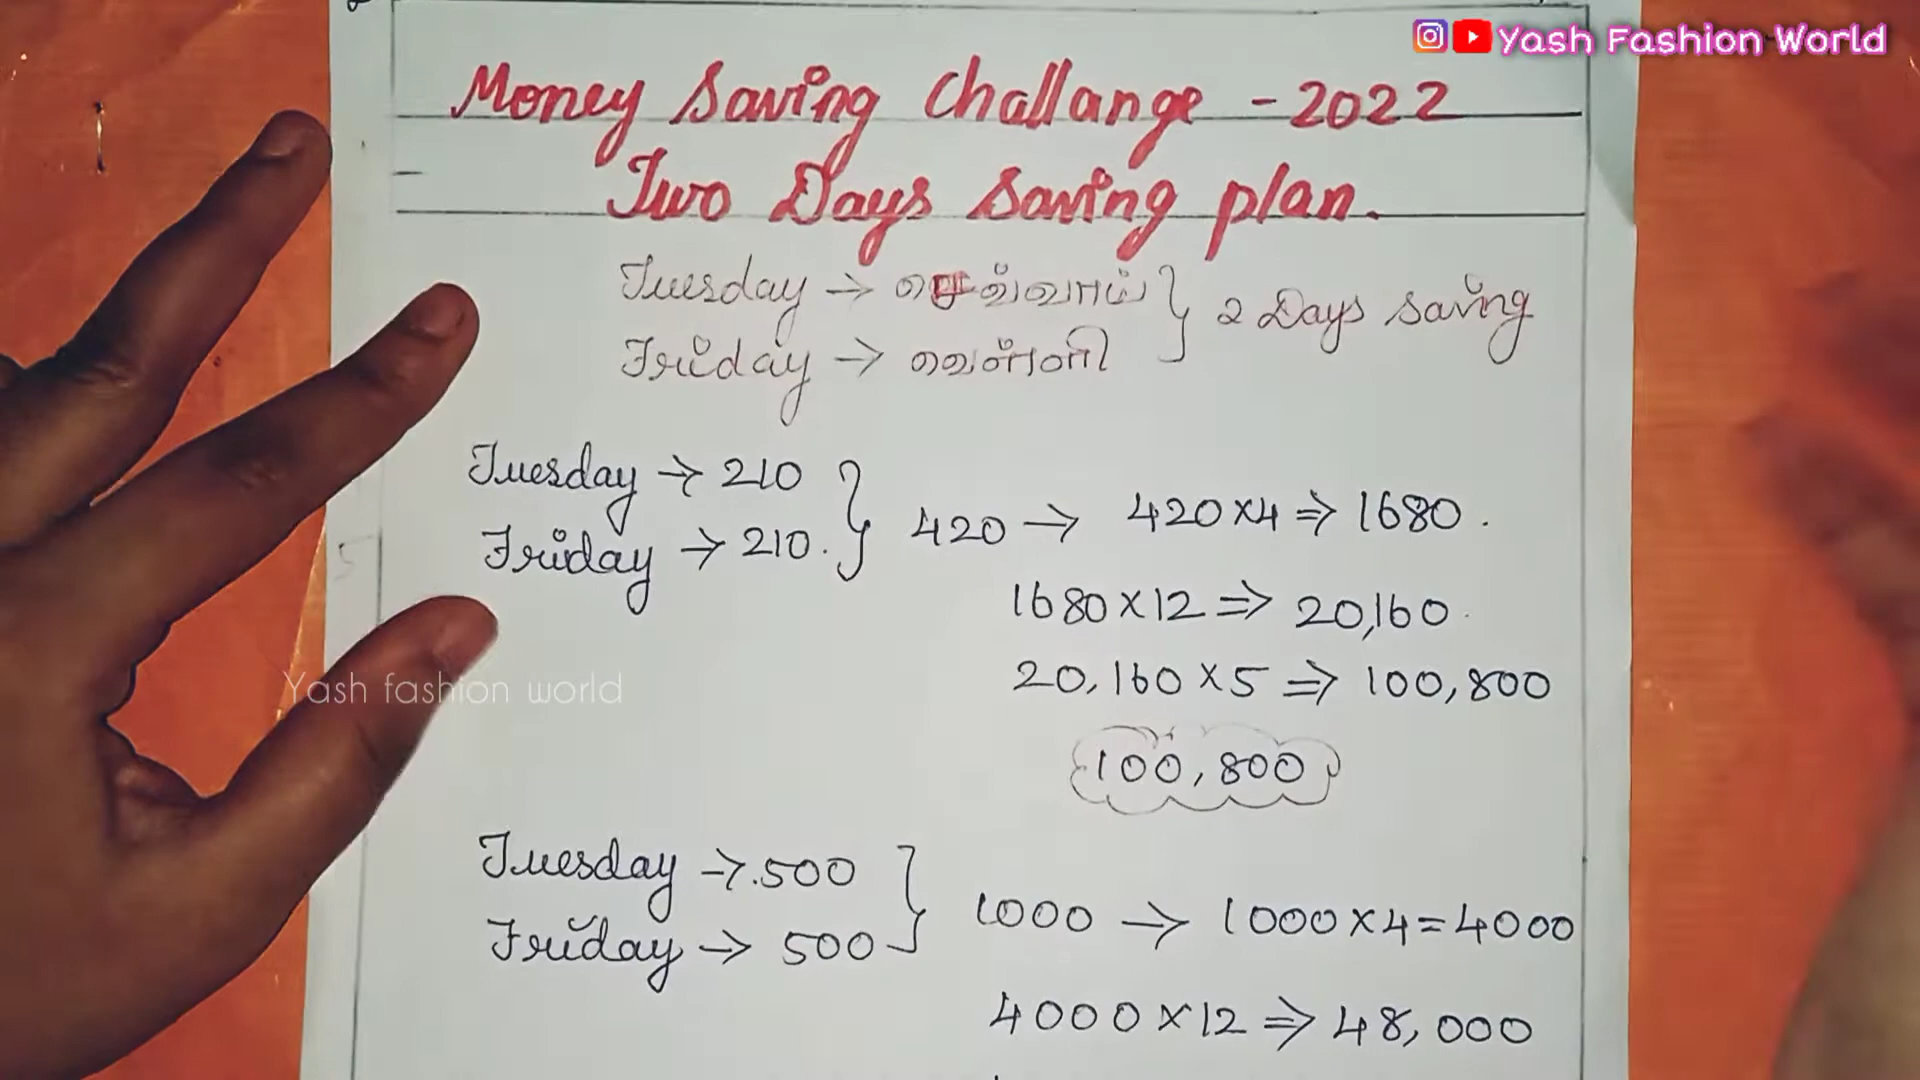 Yash Fashion World
Money Saving Challange - 2022
Two Days Saving plan.
Tuesday → செவ்வாய் } 2 Days Saving
Friday → வெள்ளி
Tuesday → 210
Friday → 210. } 420 → 420 x 4 ⇒ 1680.
1680 x 12 ⇒ 20,160.
20,160 x 5 ⇒ 100,800
Yash fashion world
100,800
Tuesday → .500
Friday → 500 } 1000 → 1000 x 4 = 4000
4000 x 12 ⇒ 48,000